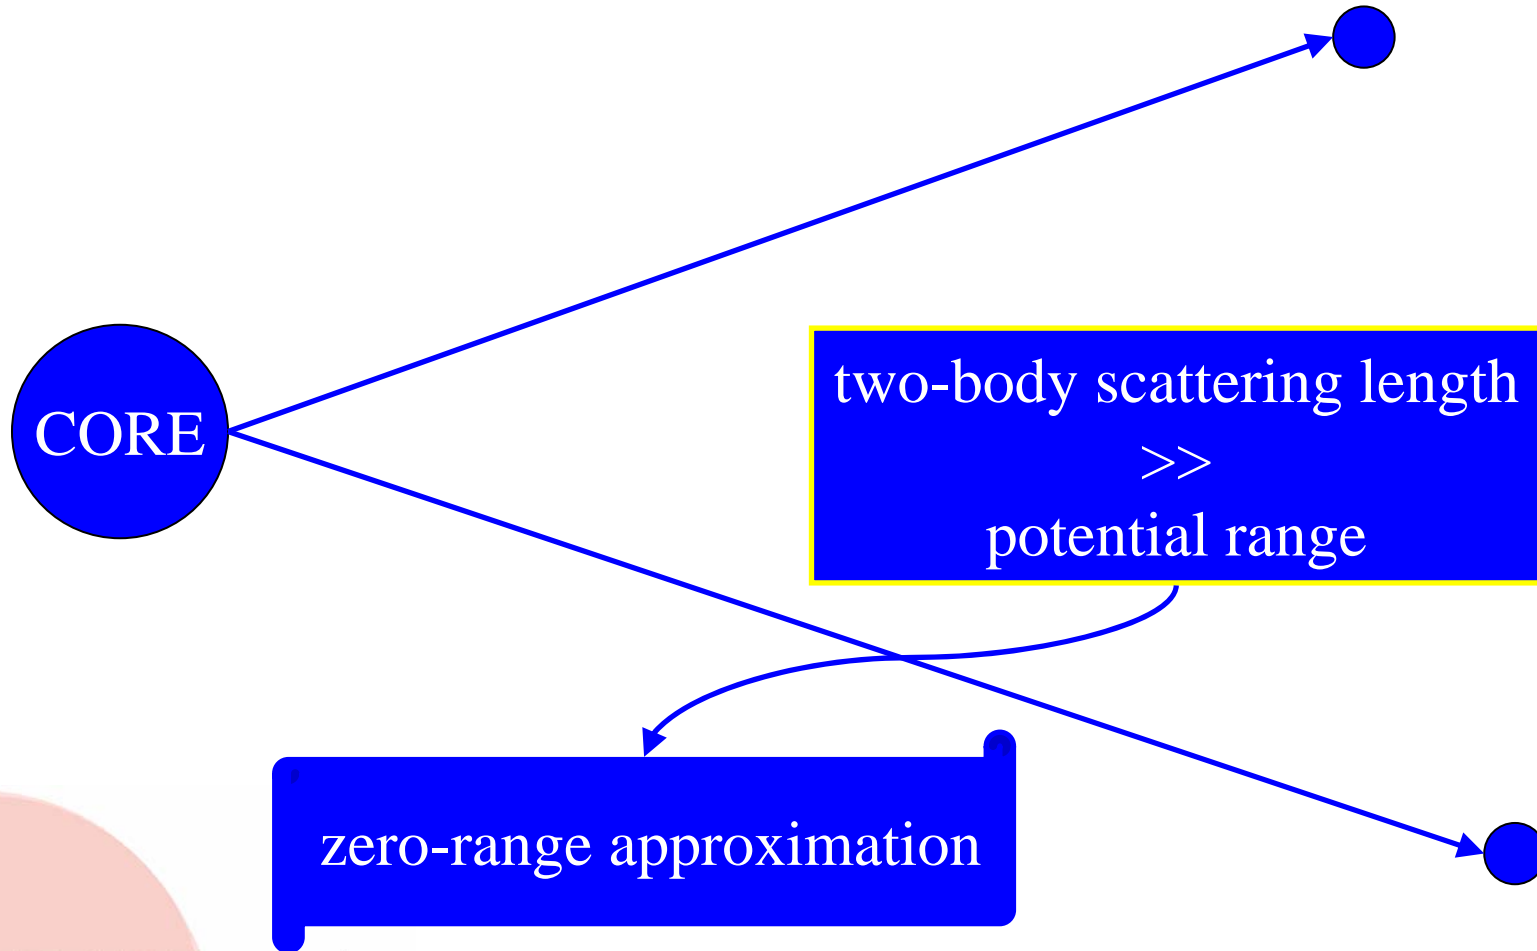 CORE
two-body scattering length
>>
potential range
zero-range approximation